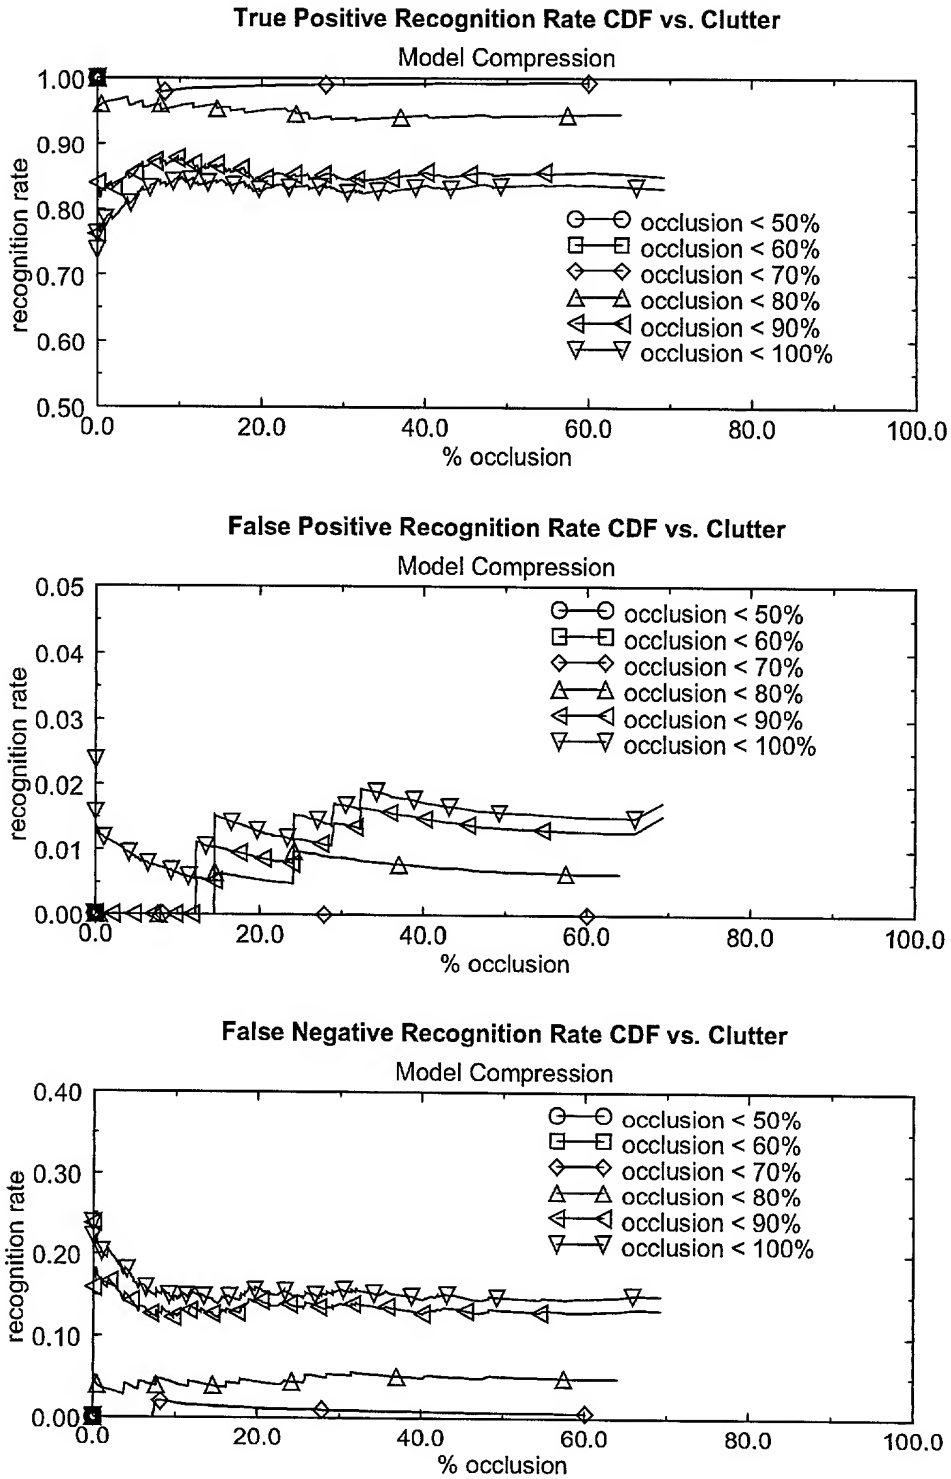 True Positive Recognition Rate CDF vs. Clutter
Model Compression
1.00
0.90
0.80
0.70
0.60
0.50
recognition rate
occlusion < 50%
occlusion < 60%
occlusion < 70%
occlusion < 80%
occlusion < 90%
occlusion < 100%
0.0 20.0 40.0 60.0 80.0 100.0
% occlusion
False Positive Recognition Rate CDF vs. Clutter
Model Compression
0.05
0.04
0.03
0.02
0.01
0.00
recognition rate
occlusion < 50%
occlusion < 60%
occlusion < 70%
occlusion < 80%
occlusion < 90%
occlusion < 100%
0.0 20.0 40.0 60.0 80.0 100.0
% occlusion
False Negative Recognition Rate CDF vs. Clutter
Model Compression
0.40
0.30
0.20
0.10
0.00
recognition rate
occlusion < 50%
occlusion < 60%
occlusion < 70%
occlusion < 80%
occlusion < 90%
occlusion < 100%
0.0 20.0 40.0 60.0 80.0 100.0
% occlusion